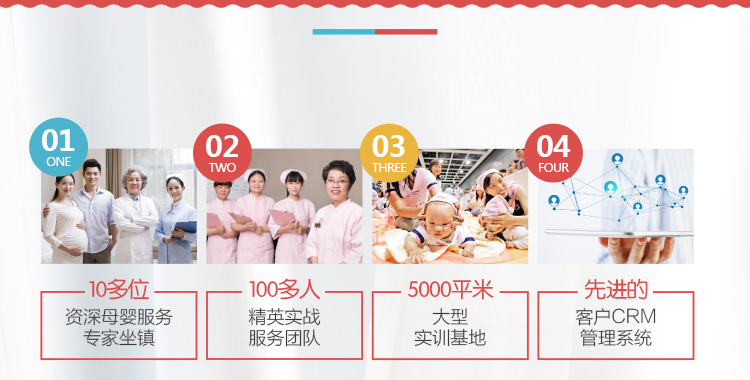 01
ONE
02
TWO
03
THREE
04
FOUR
10多位
资深母婴服务
专家坐镇
100多人
精英实战
服务团队
5000平米
大型
实训基地
先进的
客户CRM
管理系统